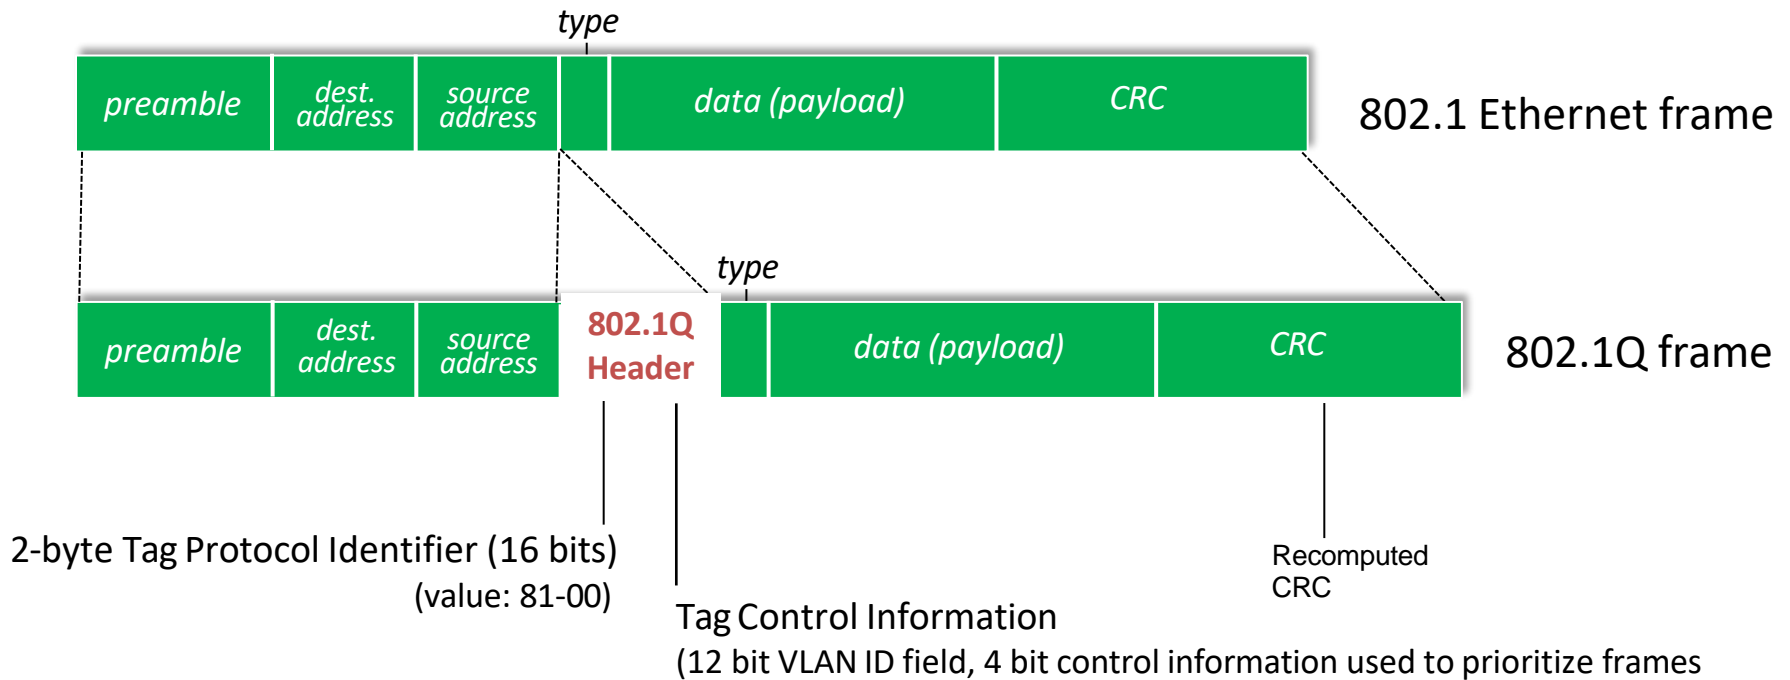 type
preamble
dest.
address
source
address
data (payload)
CRC
802.1 Ethernet frame
type
preamble
dest.
address
source
address
802.1Q
Header
data (payload)
CRC
802.1Q frame
2-byte Tag Protocol Identifier (16 bits)
(value: 81-00)
Recomputed
CRC
Tag Control Information
(12 bit VLAN ID field, 4 bit control information used to prioritize frames